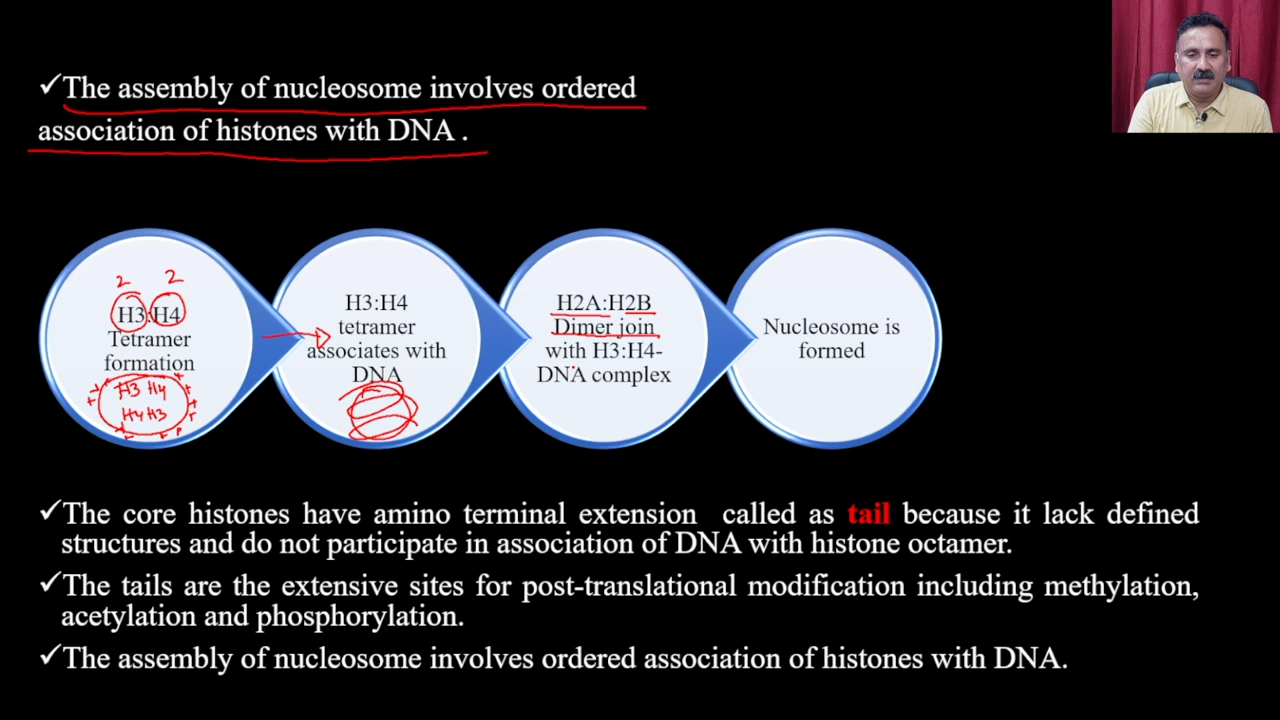 ✓The assembly of nucleosome involves ordered
association of histones with DNA .
2 2
H3:H4
Tetramer
formation
H3 H4
H4 H3
H3:H4
tetramer
associates with
DNA
H2A:H2B
Dimer join
with H3:H4-
DNA complex
Nucleosome is
formed
✓The core histones have amino terminal extension called as tail because it lack defined
structures and do not participate in association of DNA with histone octamer.
✓The tails are the extensive sites for post-translational modification including methylation,
acetylation and phosphorylation.
✓The assembly of nucleosome involves ordered association of histones with DNA.